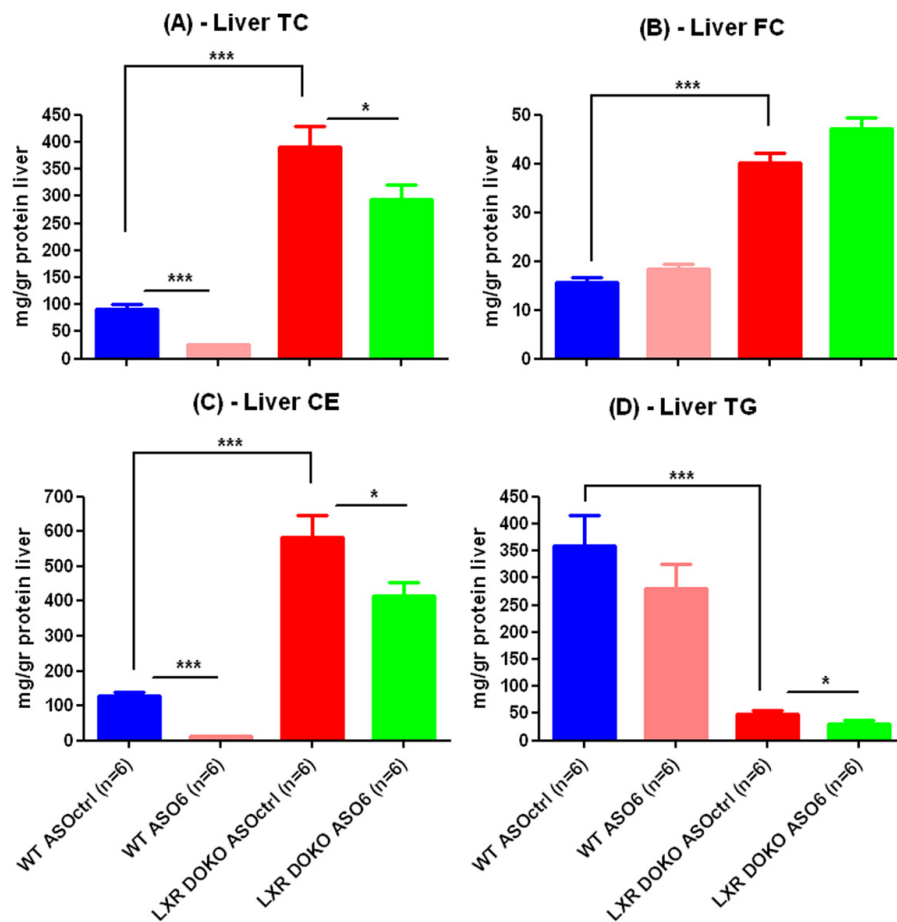 (A) - Liver TC
***
*
***
mg/gr protein liver
450
400
350
300
250
200
150
100
50
0
(B) - Liver FC
***
mg/gr protein liver
50
40
30
20
10
0
(C) - Liver CE
***
*
***
mg/gr protein liver
700
600
500
400
300
200
100
0
WT ASOctrl (n=6)
WT ASO6 (n=6)
LXR DOKO ASOctrl (n=6)
LXR DOKO ASO6 (n=6)
(D) - Liver TG
***
*
mg/gr protein liver
450
400
350
300
250
200
150
100
50
0
WT ASOctrl (n=6)
WT ASO6 (n=6)
LXR DOKO ASOctrl (n=6)
LXR DOKO ASO6 (n=6)